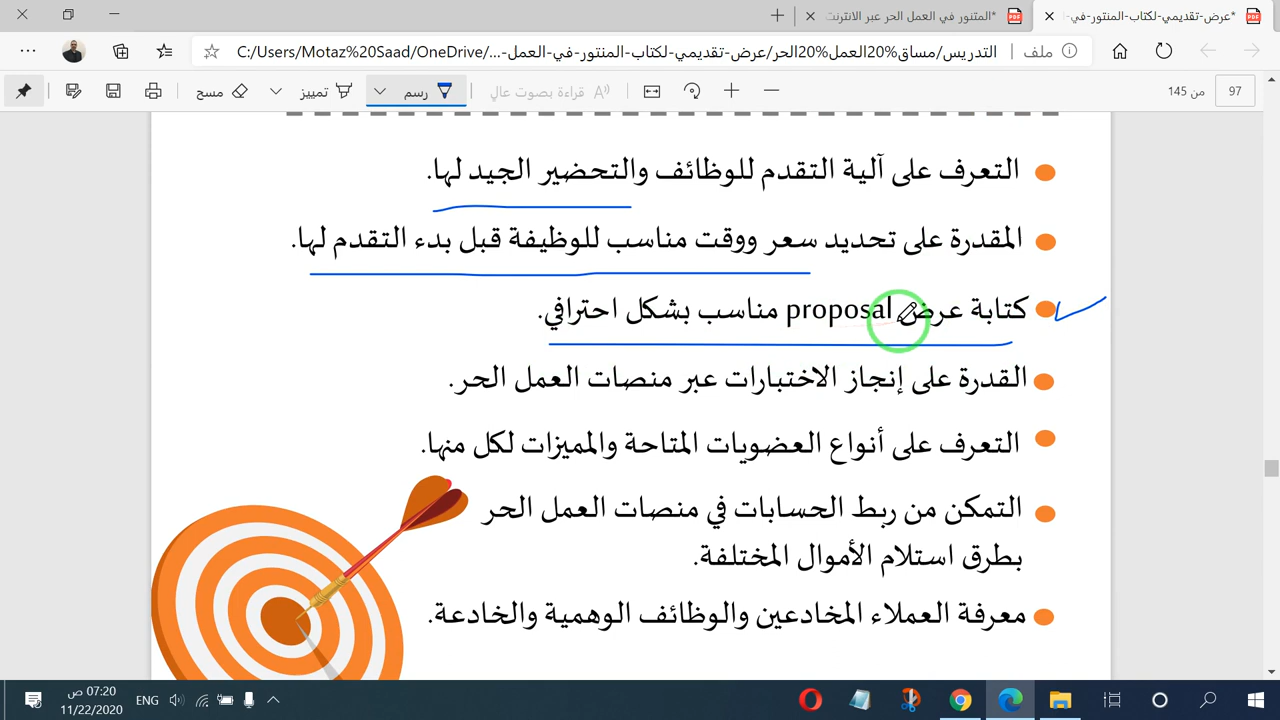 *المتنور في العمل الحر عبر الانترنت
*عرض-تقديمي-لكتاب-المنتور-في-ا
ملف
C:/Users/Motaz%20Saad/OneDrive/التدريس/مساق%20العمل%20الحر/عرض-تقديمي-لكتاب-المنتور-في-العمل-...
مسح
تمييز
رسم
قراءة بصوت عالٍ
97
من 145
التعرف على آلية التقدم للوظائف والتحضير الجيد لها.
المقدرة على تحديد سعر ووقت مناسب للوظيفة قبل بدء التقدم لها.
كتابة عرض proposal مناسب بشكل احترافي.
القدرة على إنجاز الاختبارات عبر منصات العمل الحر.
التعرف على أنواع العضويات المتاحة والمميزات لكل منها.
التمكن من ربط الحسابات في منصات العمل الحر
بطرق استلام الأموال المختلفة.
معرفة العملاء المخادعين والوظائف الوهمية والخادعة.
07:20 ص
11/22/2020
ENG